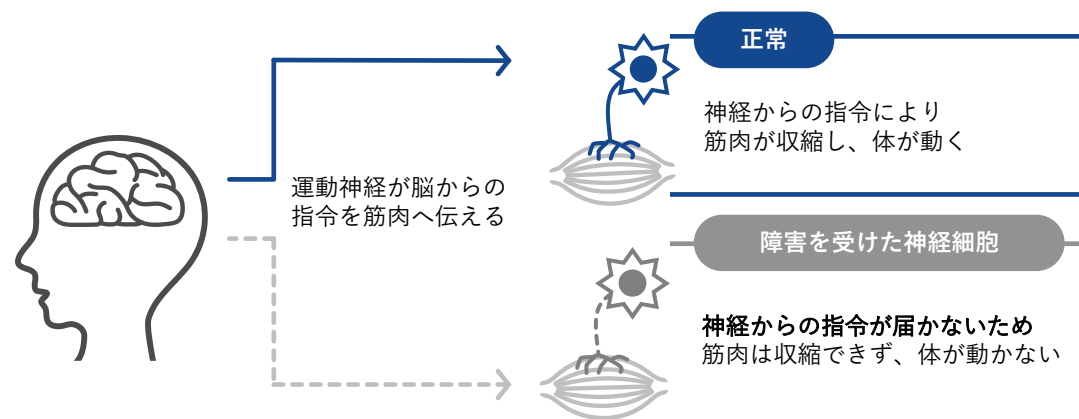 運動神経が脳からの
指令を筋肉へ伝える
正常
神経からの指令により
筋肉が収縮し、体が動く
障害を受けた神経細胞
神経からの指令が届かないため
筋肉は収縮できず、体が動かない